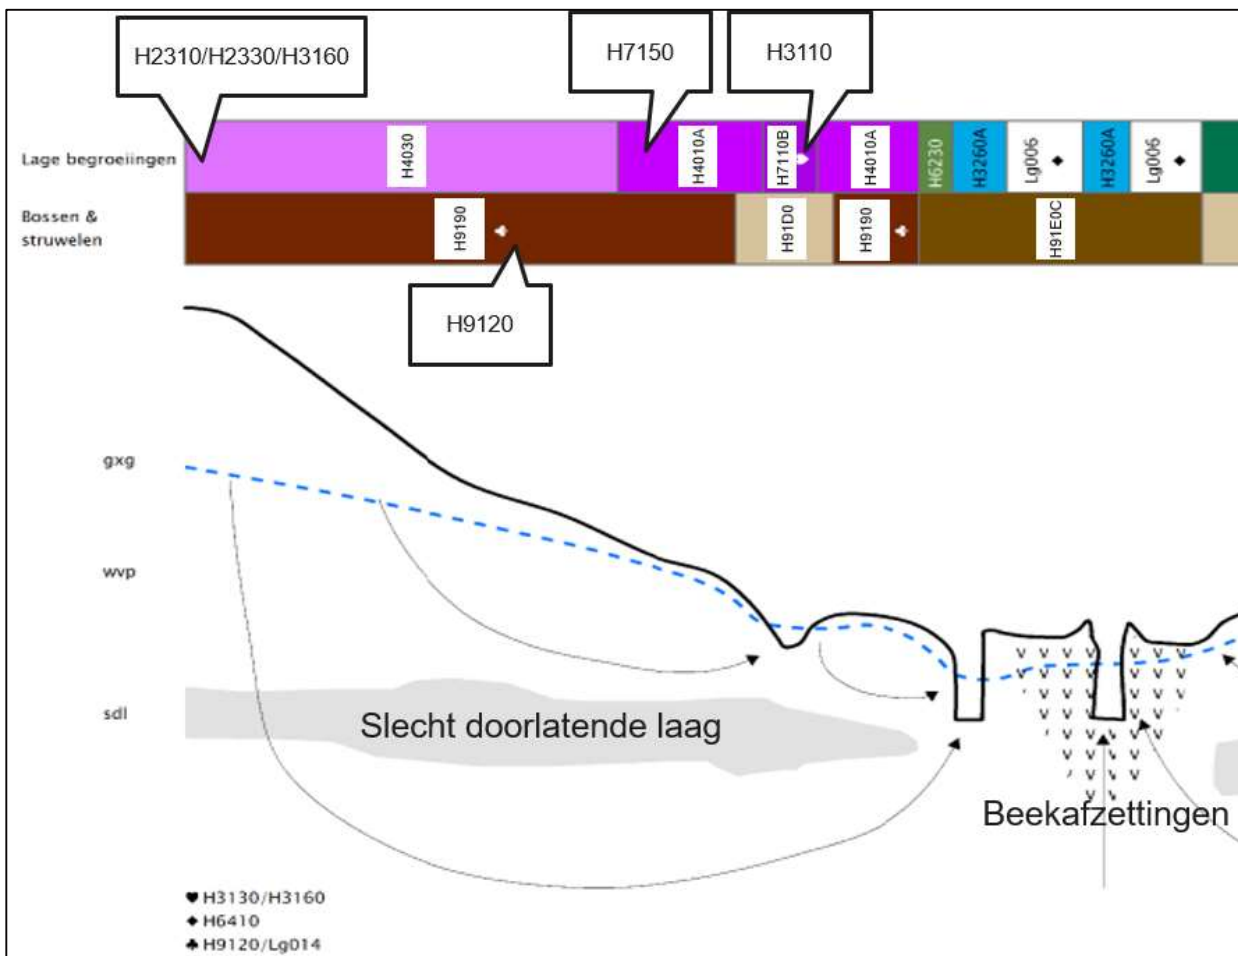 H2310/H2330/H3160
H7150
H3110
Lage begroeiingen
H4030
H4010A
H7110B
H4010A
H6230
H3260A
Lg006
H3260A
Lg006
Bossen &
struwelen
H9190
H91D0
H9190
H91E0C
H9120
gxg
wvp
sdl
Slecht doorlatende laag
Beekafzettingen
♥ H3130/H3160
♦ H6410
♣ H9120/Lg014